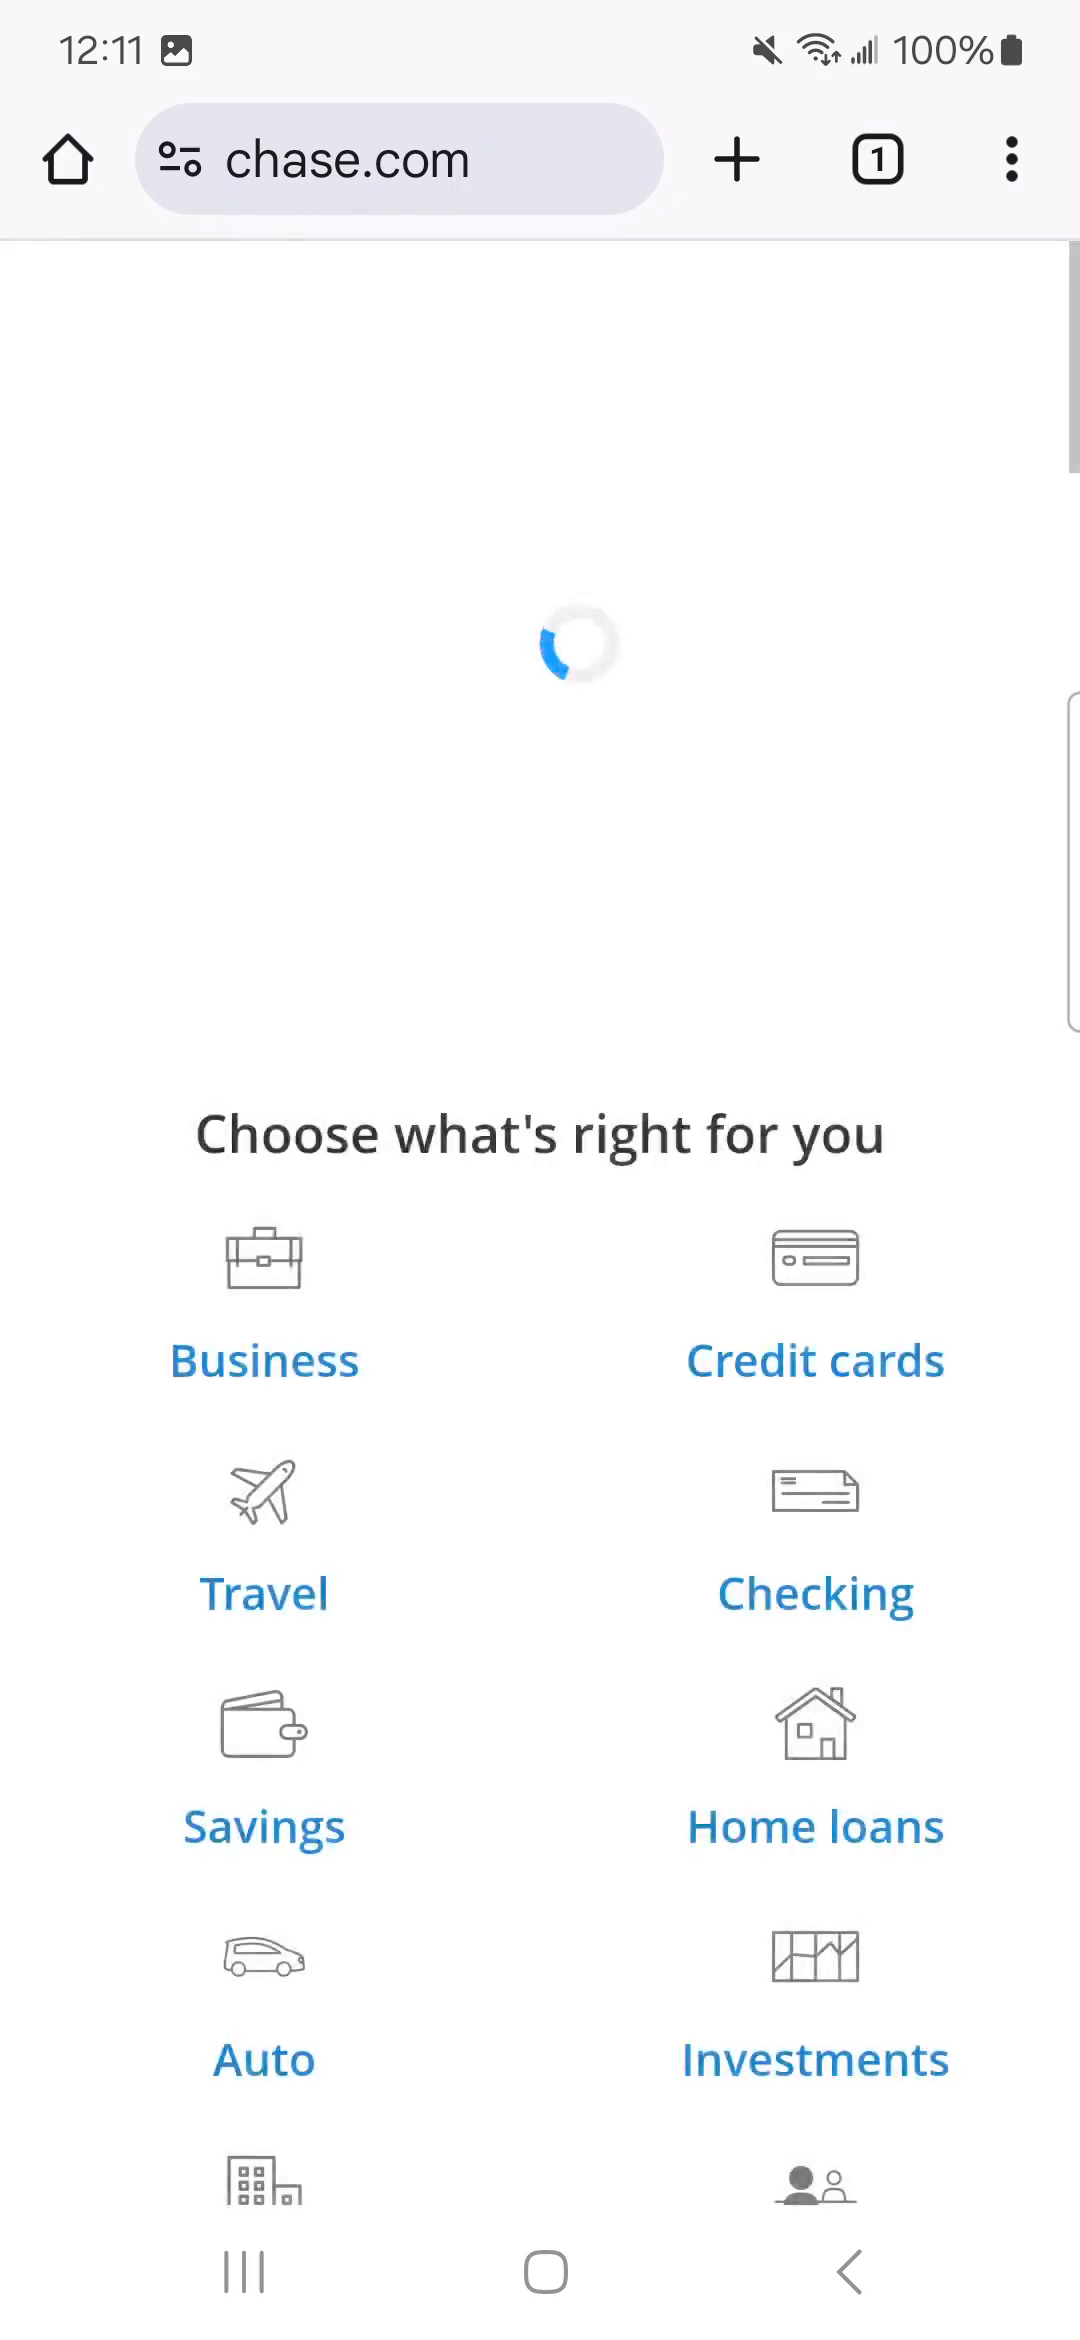 12:11 100%
chase.com 1
Choose what's right for you
Business Credit cards
Travel Checking
Savings Home loans
Auto Investments